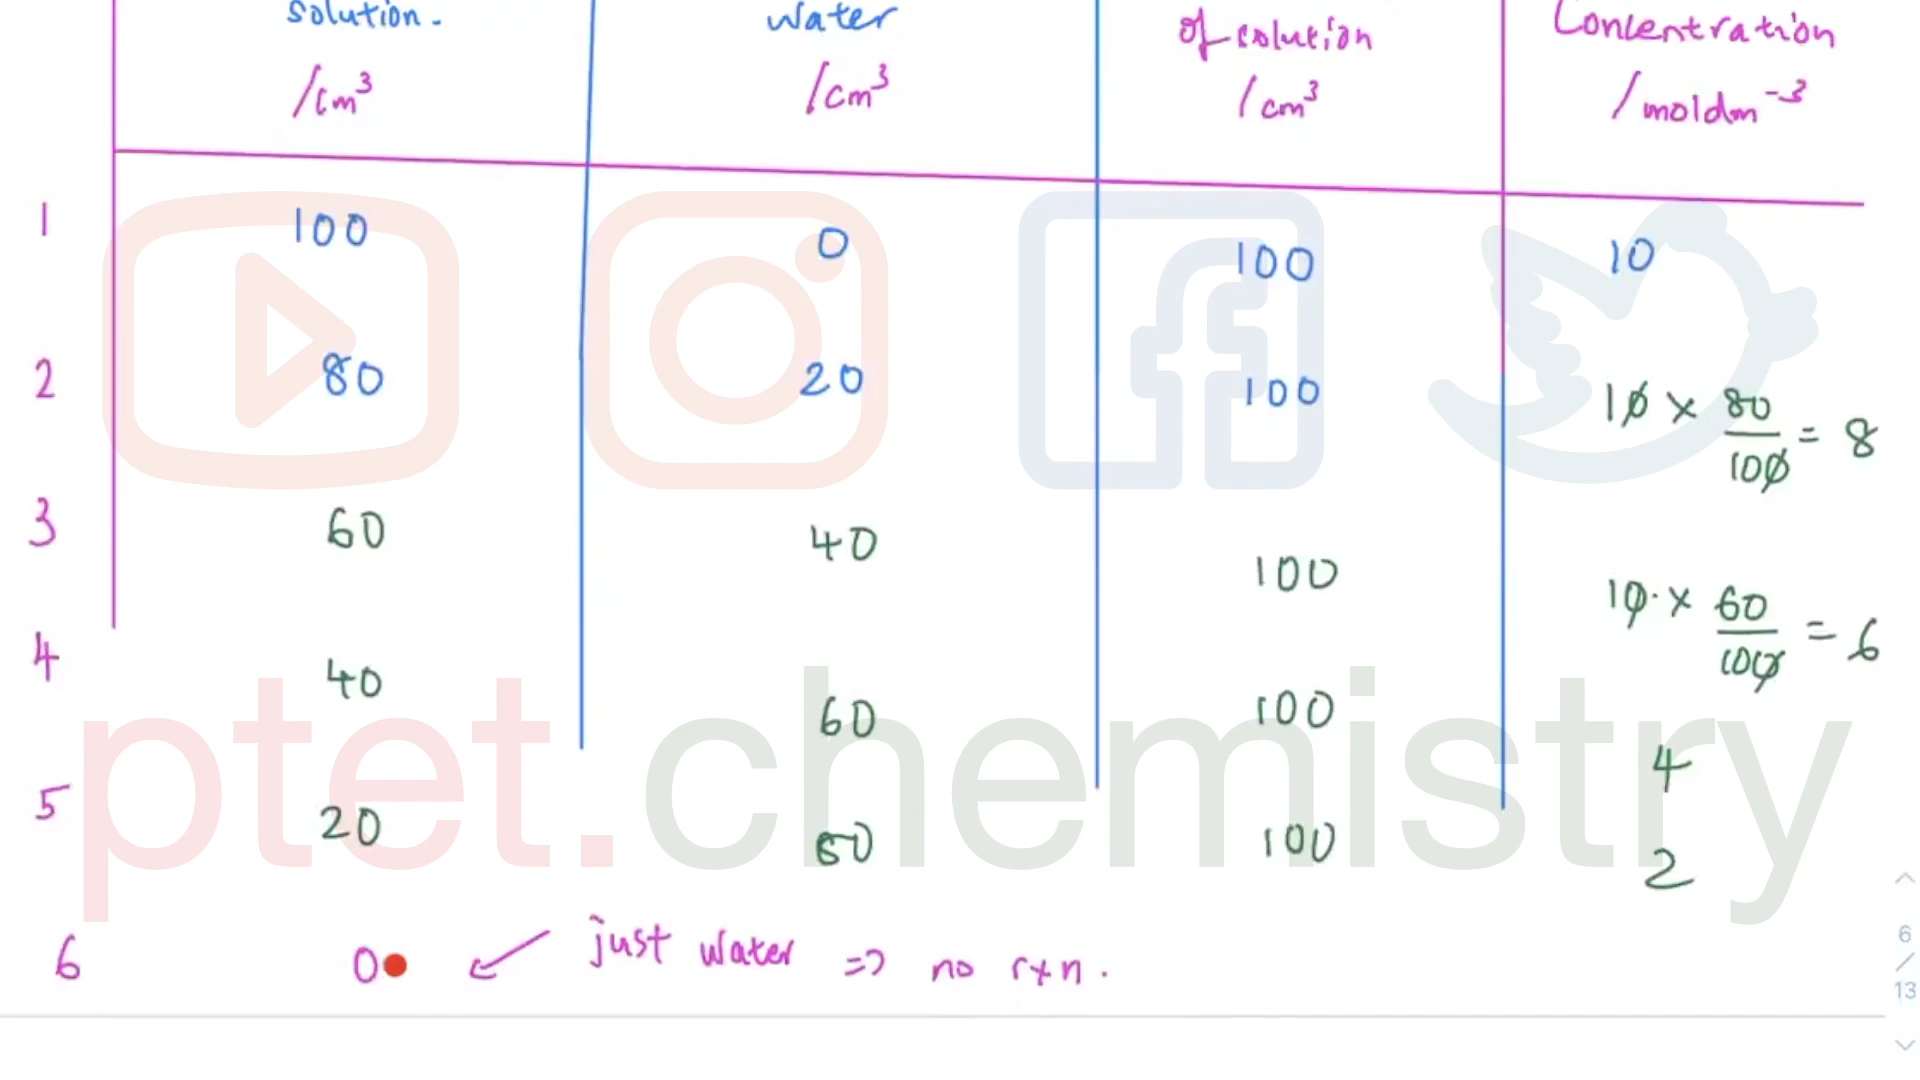 solution. water of solution Concentration
/cm³ /cm³ /cm³ /moldm⁻³
1 100 0 100 10
2 80 20 100 10 × 80/100 = 8
3 60 40 100 10 × 60/100 = 6
4 40 60 100 4
5 20 80 100 2
6 0 just water => no rxn.
ptet.chemistry
6
/
13